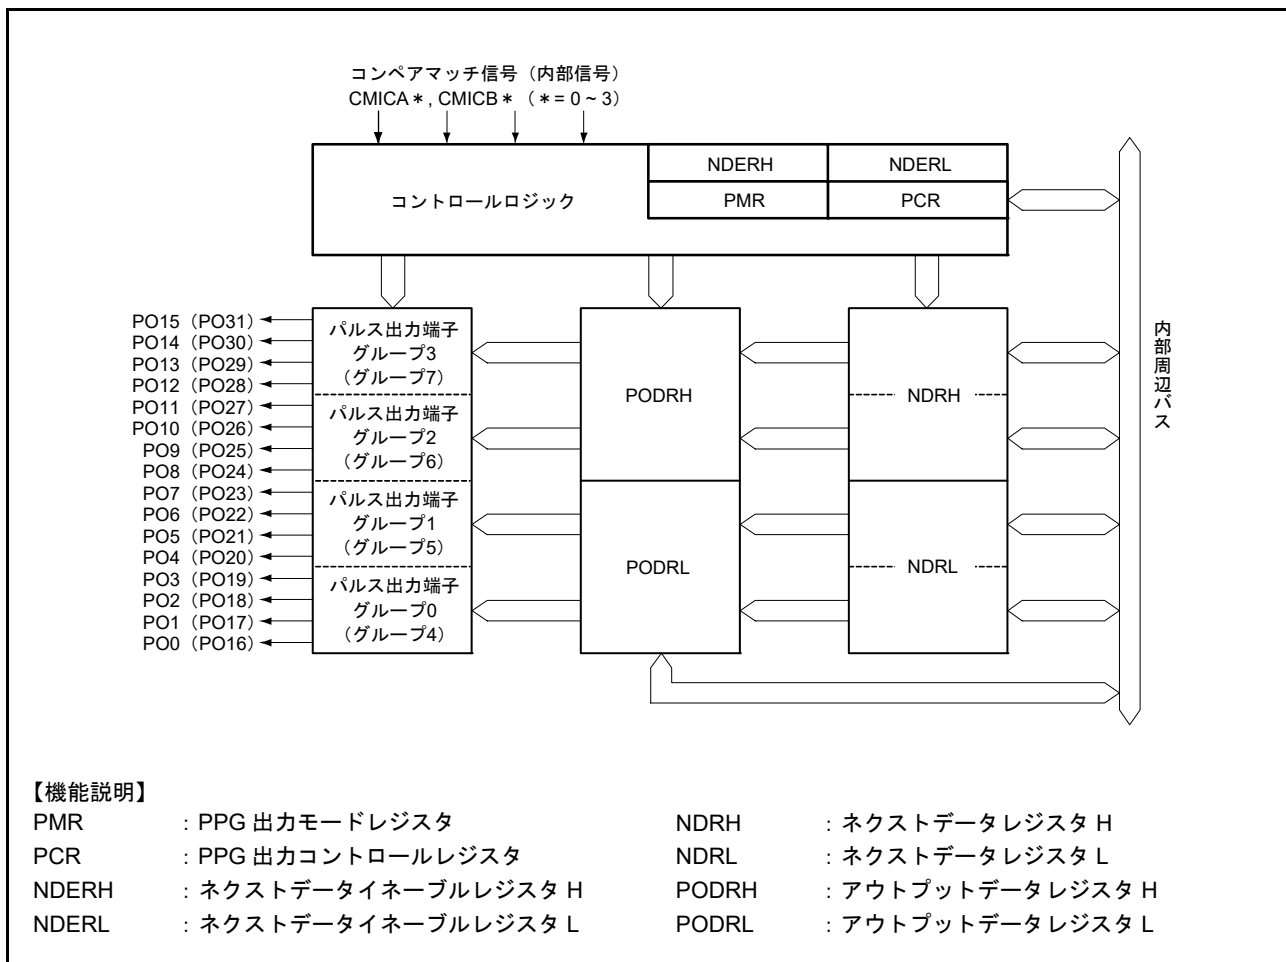 コンペアマッチ信号（内部信号）
CMICA＊, CMICB＊（＊= 0 ~ 3）
コントロールロジック
NDERH
NDERL
PMR
PCR
PO15（PO31）
PO14（PO30）
PO13（PO29）
PO12（PO28）
PO11（PO27）
PO10（PO26）
PO9（PO25）
PO8（PO24）
PO7（PO23）
PO6（PO22）
PO5（PO21）
PO4（PO20）
PO3（PO19）
PO2（PO18）
PO1（PO17）
PO0（PO16）
パルス出力端子
グループ3
（グループ7）
パルス出力端子
グループ2
（グループ6）
パルス出力端子
グループ1
（グループ5）
パルス出力端子
グループ0
（グループ4）
PODRH
PODRL
NDRH
NDRL
内部周辺バス
【機能説明】
PMR : PPG 出力モードレジスタ
PCR : PPG 出力コントロールレジスタ
NDERH : ネクストデータイネーブルレジスタ H
NDERL : ネクストデータイネーブルレジスタ L
NDRH : ネクストデータレジスタ H
NDRL : ネクストデータレジスタ L
PODRH : アウトプットデータレジスタ H
PODRL : アウトプットデータレジスタ L